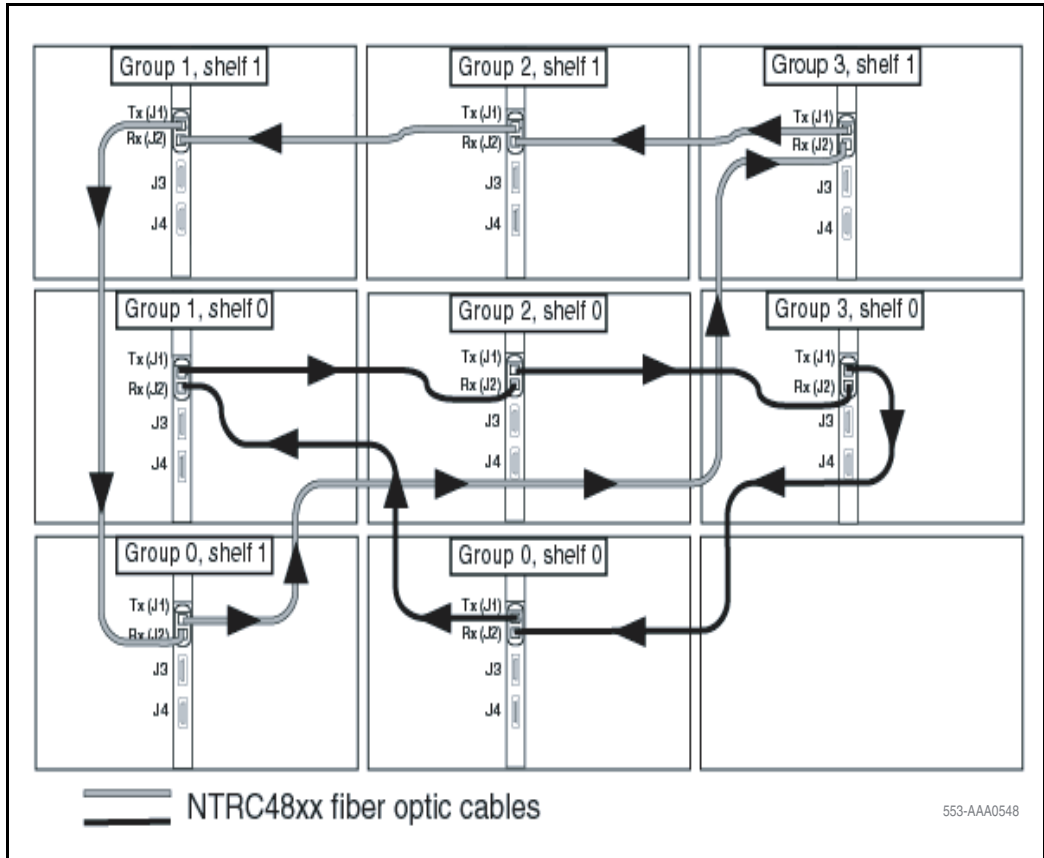 Group 1, shelf 1
Tx (J1)
Rx (J2)
J3
J4
Group 2, shelf 1
Tx (J1)
Rx (J2)
J3
J4
Group 3, shelf 1
Tx (J1)
Rx (J2)
J3
J4
Group 1, shelf 0
Tx (J1)
Rx (J2)
J3
J4
Group 2, shelf 0
Tx (J1)
Rx (J2)
J3
J4
Group 3, shelf 0
Tx (J1)
Rx (J2)
J3
J4
Group 0, shelf 1
Tx (J1)
Rx (J2)
J3
J4
Group 0, shelf 0
Tx (J1)
Rx (J2)
J3
J4
NTRC48xx fiber optic cables
553-AAA0548